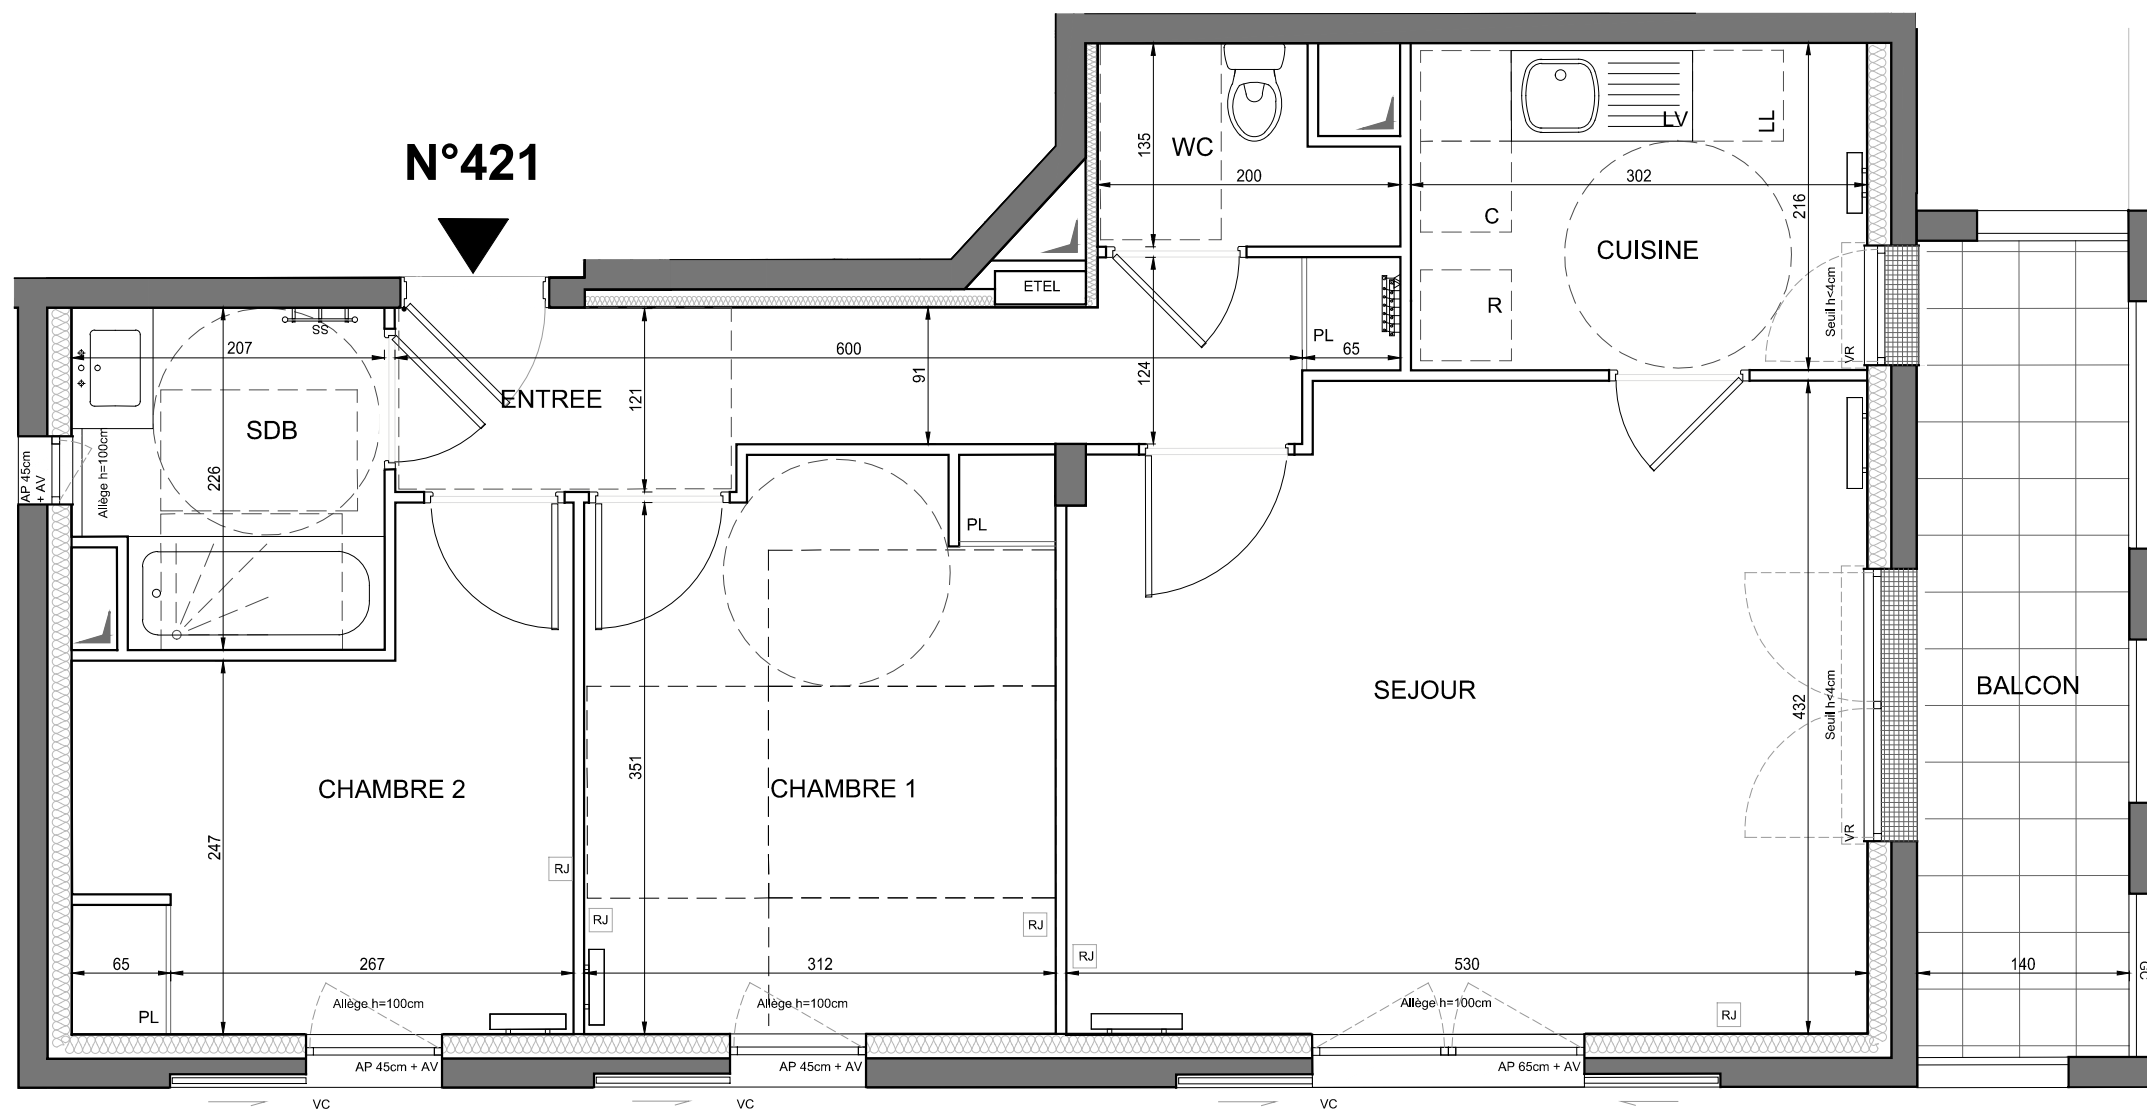 N°421
135
WC
200
LV
LL
302
216
C
CUISINE
R
ETEL
SS
207
600
PL
65
Seuil h<4cm
VR
121
91
124
ENTREE
SDB
AP 45cm
+ AV
Allège h=100cm
226
PL
BALCON
SEJOUR
432
Seuil h<4cm
351
CHAMBRE 2
CHAMBRE 1
247
VR
RJ
RJ
RJ
RJ
65
267
312
530
140
GC
PL
Allège h=100cm
Allège h=100cm
Allège h=100cm
RJ
AP 45cm + AV
AP 45cm + AV
AP 65cm + AV
VC
VC
VC